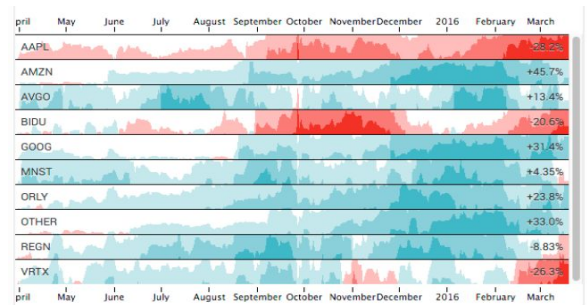 pril May June July August September October November December 2016 February March
AAPL -28.2%
AMZN +45.7%
AVGO +13.4%
BIDU -20.6%
GOOG +31.4%
MNST +4.35%
ORLY +23.8%
OTHER +33.0%
REGN -8.83%
VRTX -26.3%
pril May June July August September October November December 2016 February March